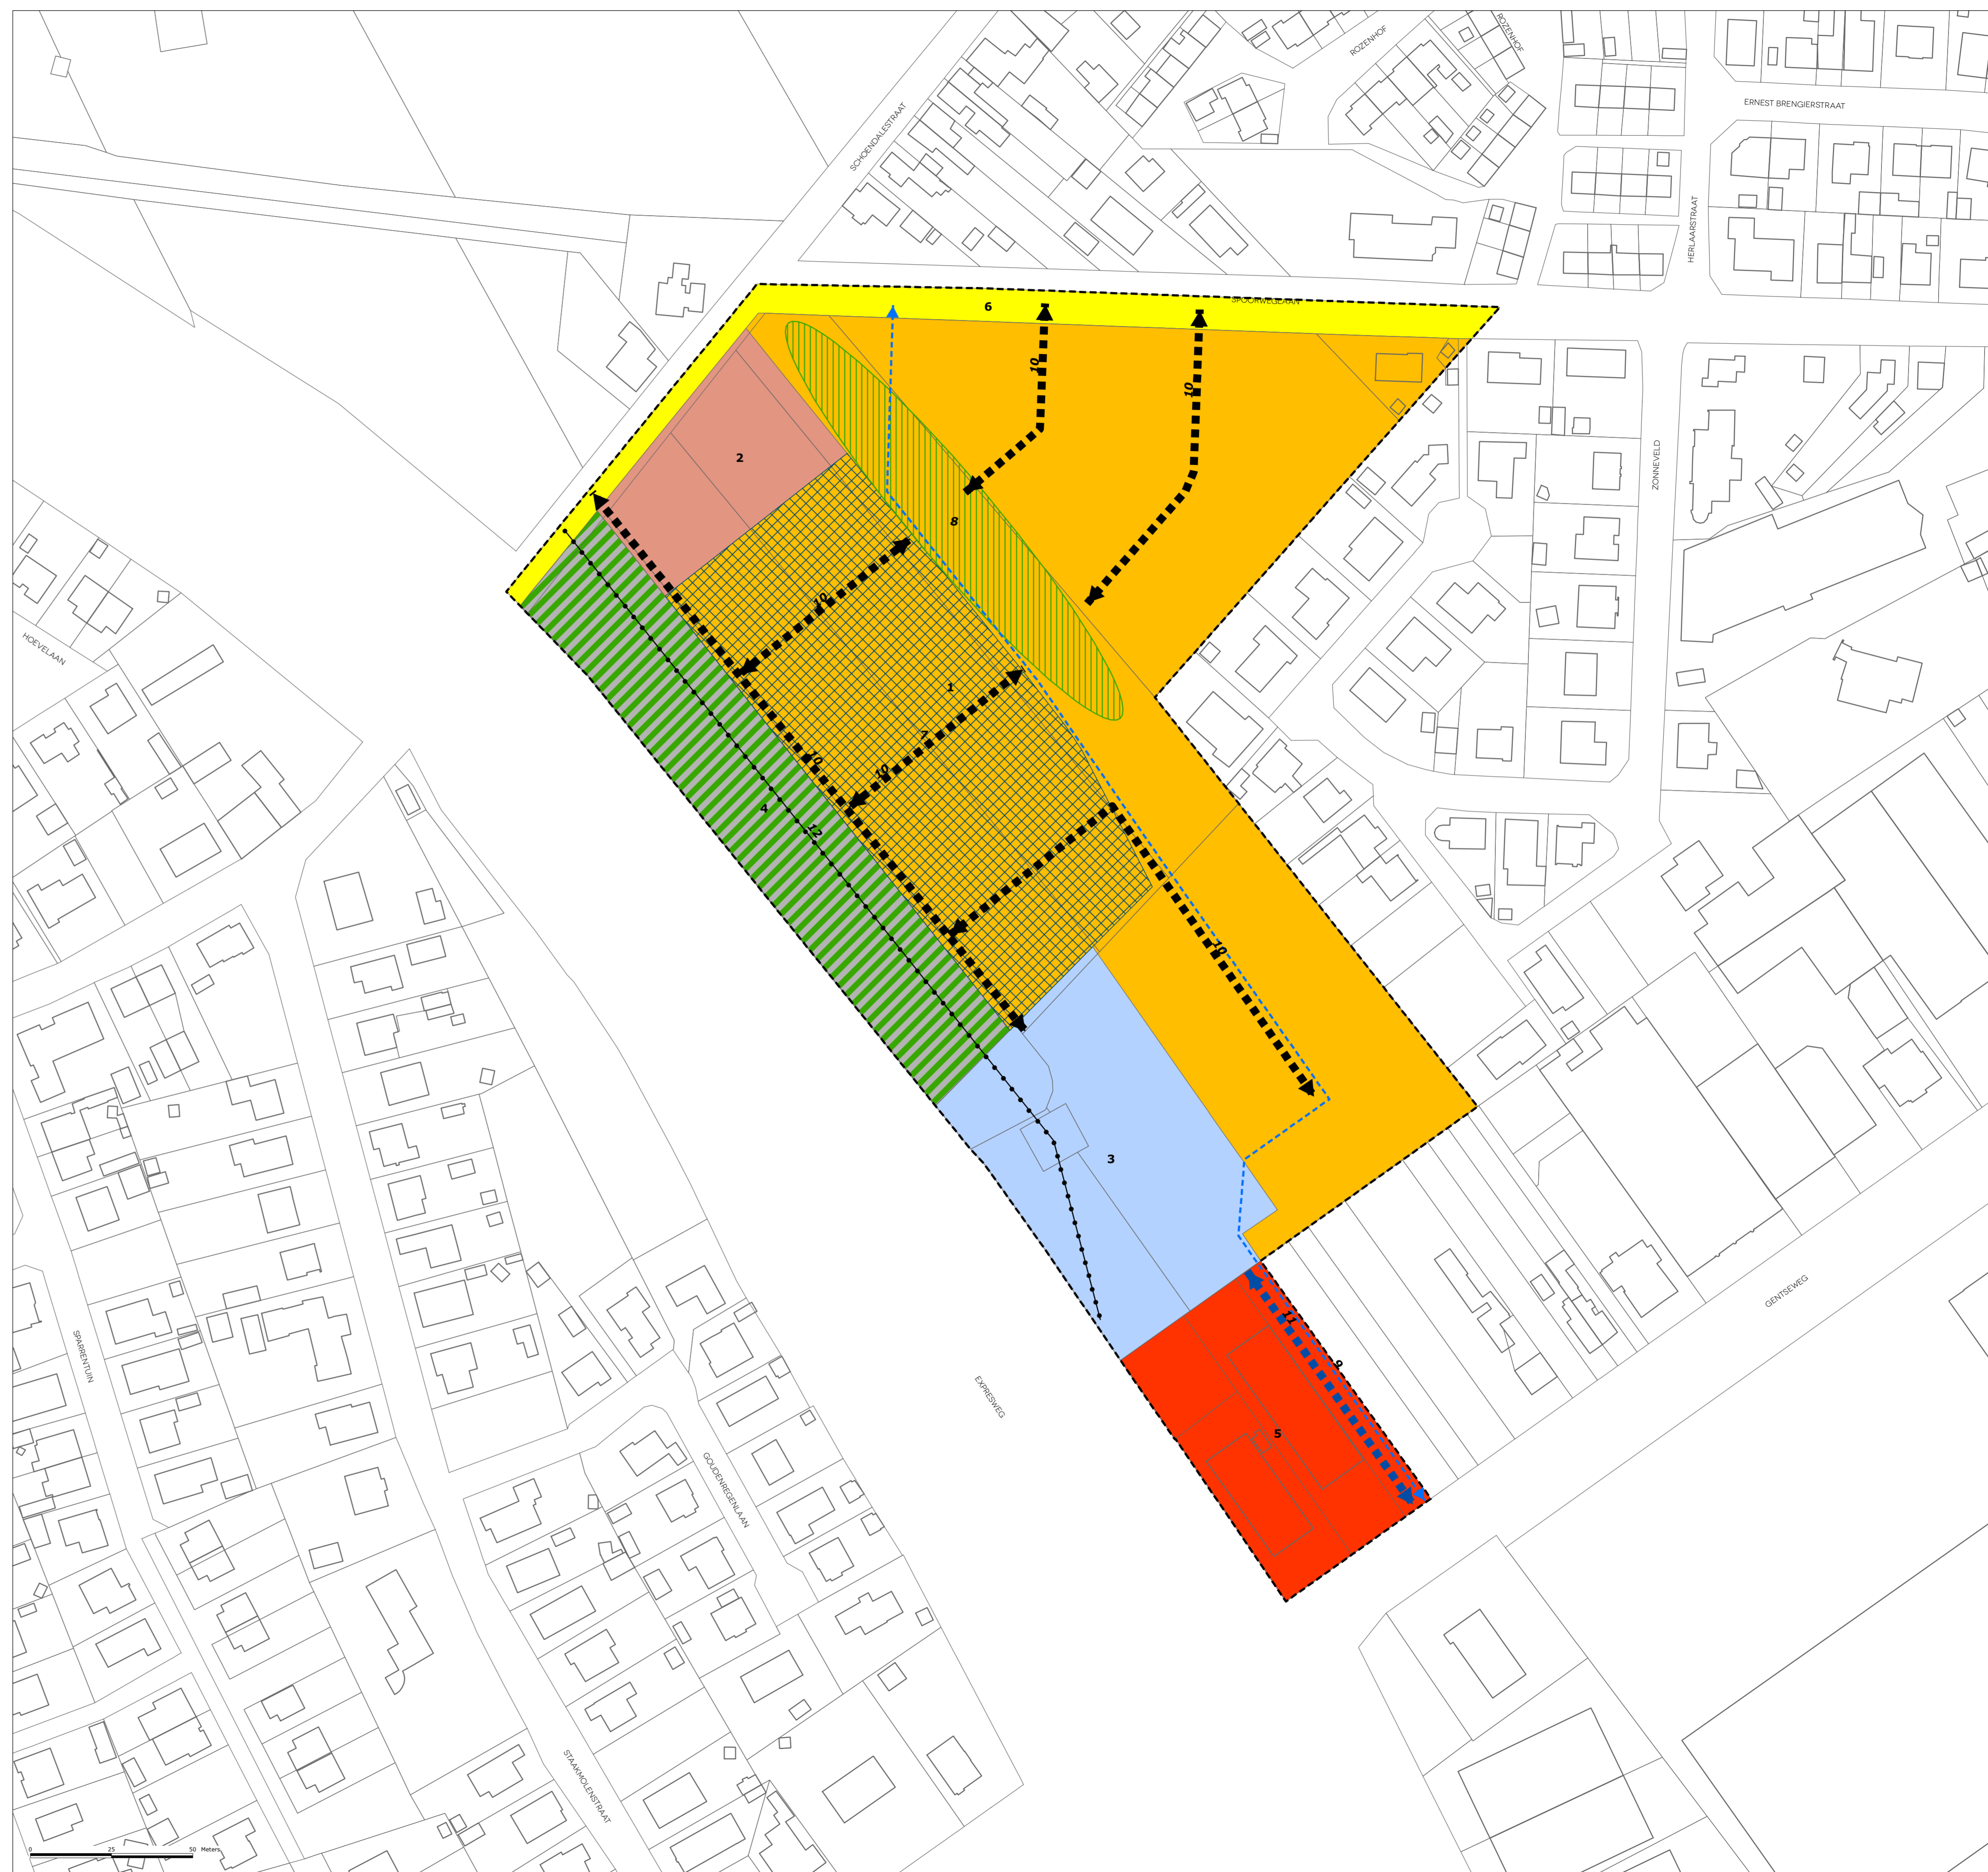 ROZENHOF
ROZENHOF
ERNEST BRENGIERSTRAAT
SCHOENDALESTRAAT
HERLAARSTRAAT
SPOORWEGLAAN
6
10
10
2
ZONNEVELD
8
10
HOEVELAAN
1
7
10
10
4
12
10
3
11
9
5
GENTSEWEG
SPARRENTUIN
EXPRESWEG
GOUDENREGENLAAN
STAAKMOLENSTRAAT
0 25 50 Meters